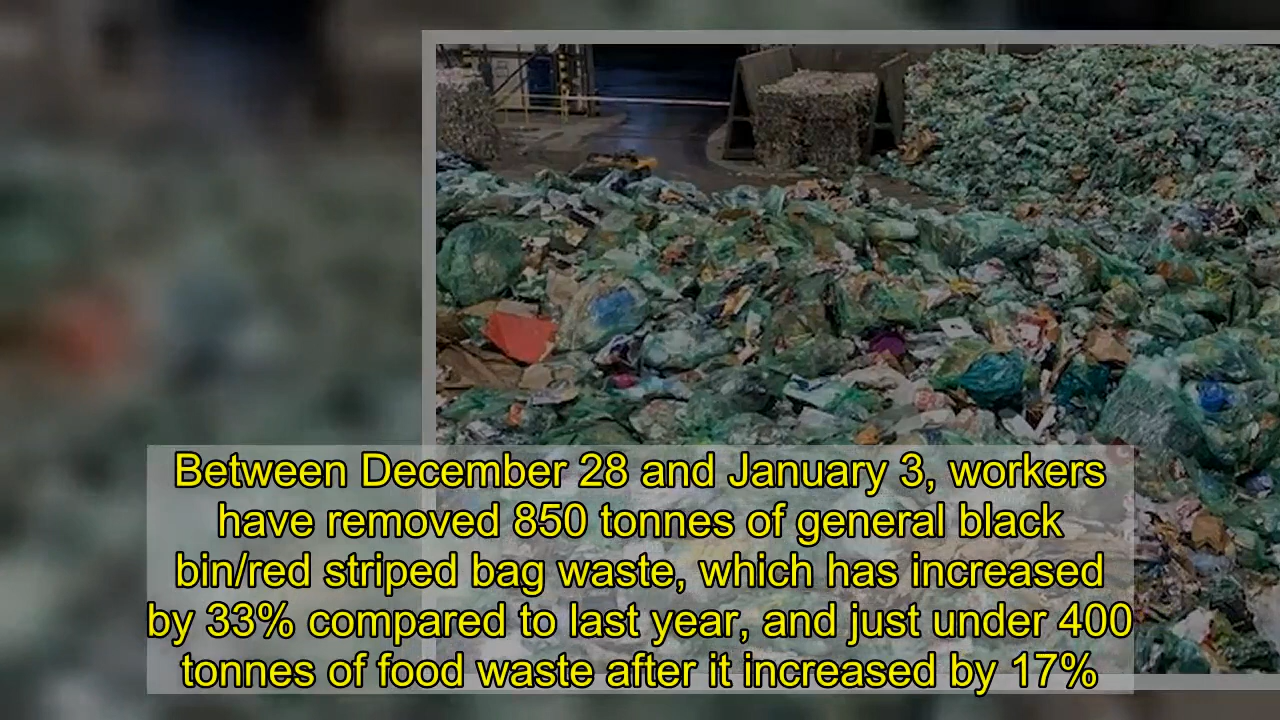 Between December 28 and January 3, workers
have removed 850 tonnes of general black
bin/red striped bag waste, which has increased
by 33% compared to last year, and just under 400
tonnes of food waste after it increased by 17%